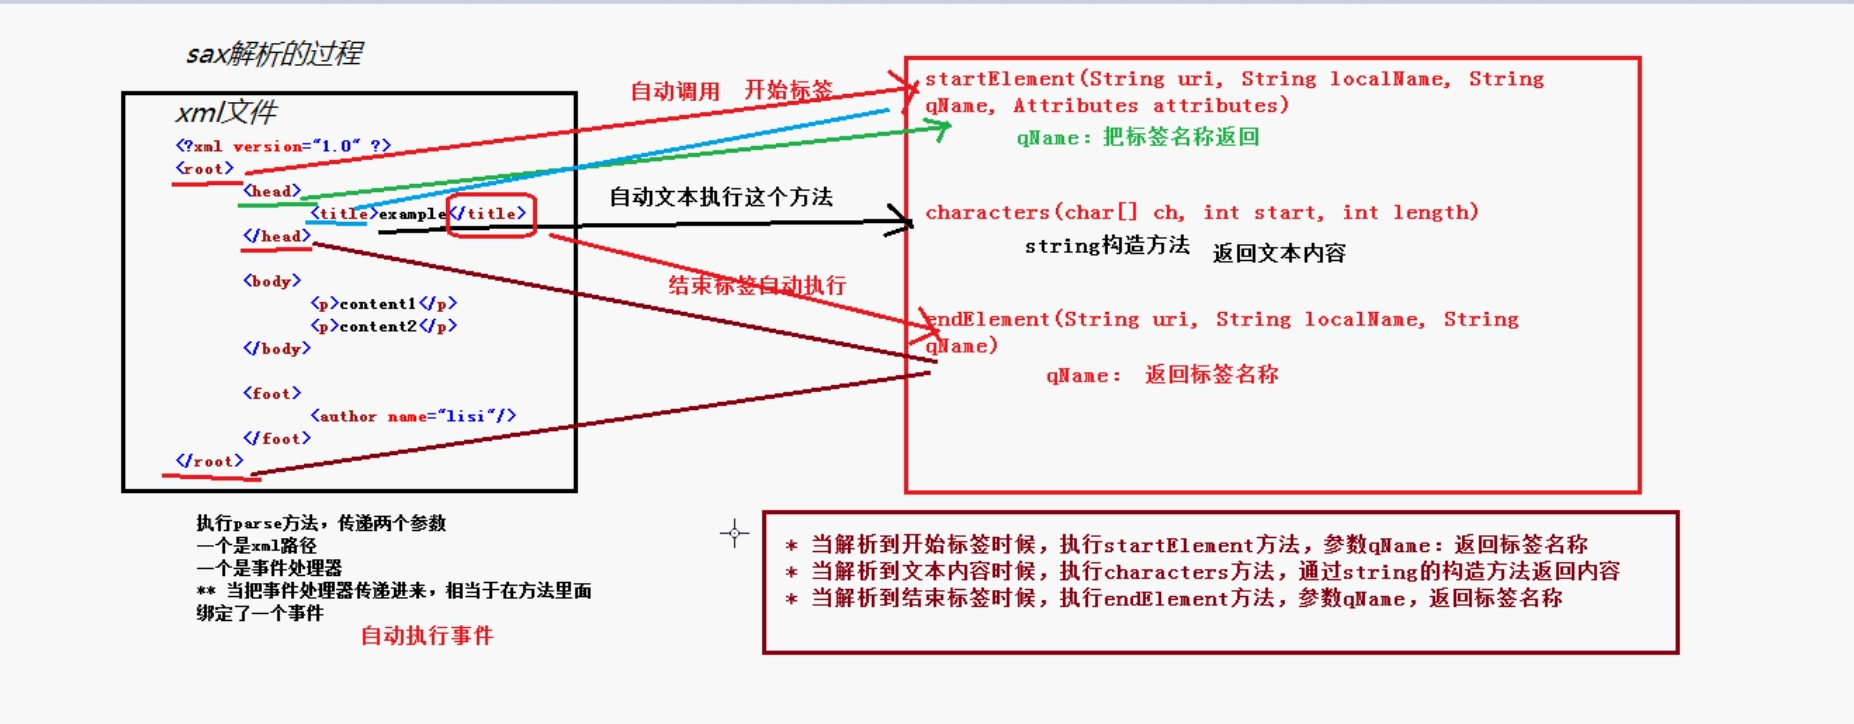 sax解析的过程
xml文件
<?xml version="1.0" ?>
<root>
<head>
<title>example</title>
</head>
<body>
<p>content1</p>
<p>content2</p>
</body>
<foot>
<author name="lisi"/>
</foot>
</root>
自动调用 开始标签
自动文本执行这个方法
结束标签自动执行
startElement(String uri, String localName, String
qName, Attributes attributes)
qName: 把标签名称返回
characters(char[] ch, int start, int length)
string构造方法 返回文本内容
endElement(String uri, String localName, String
qName)
qName: 返回标签名称
执行parse方法，传递两个参数
一个是xml路径
一个是事件处理器
** 当把事件处理器传递进来，相当于在方法里面
绑定了一个事件
自动执行事件
* 当解析到开始标签时候，执行startElement方法，参数qName: 返回标签名称
* 当解析到文本内容时候，执行characters方法，通过string的构造方法返回内容
* 当解析到结束标签时候，执行endElement方法，参数qName，返回标签名称